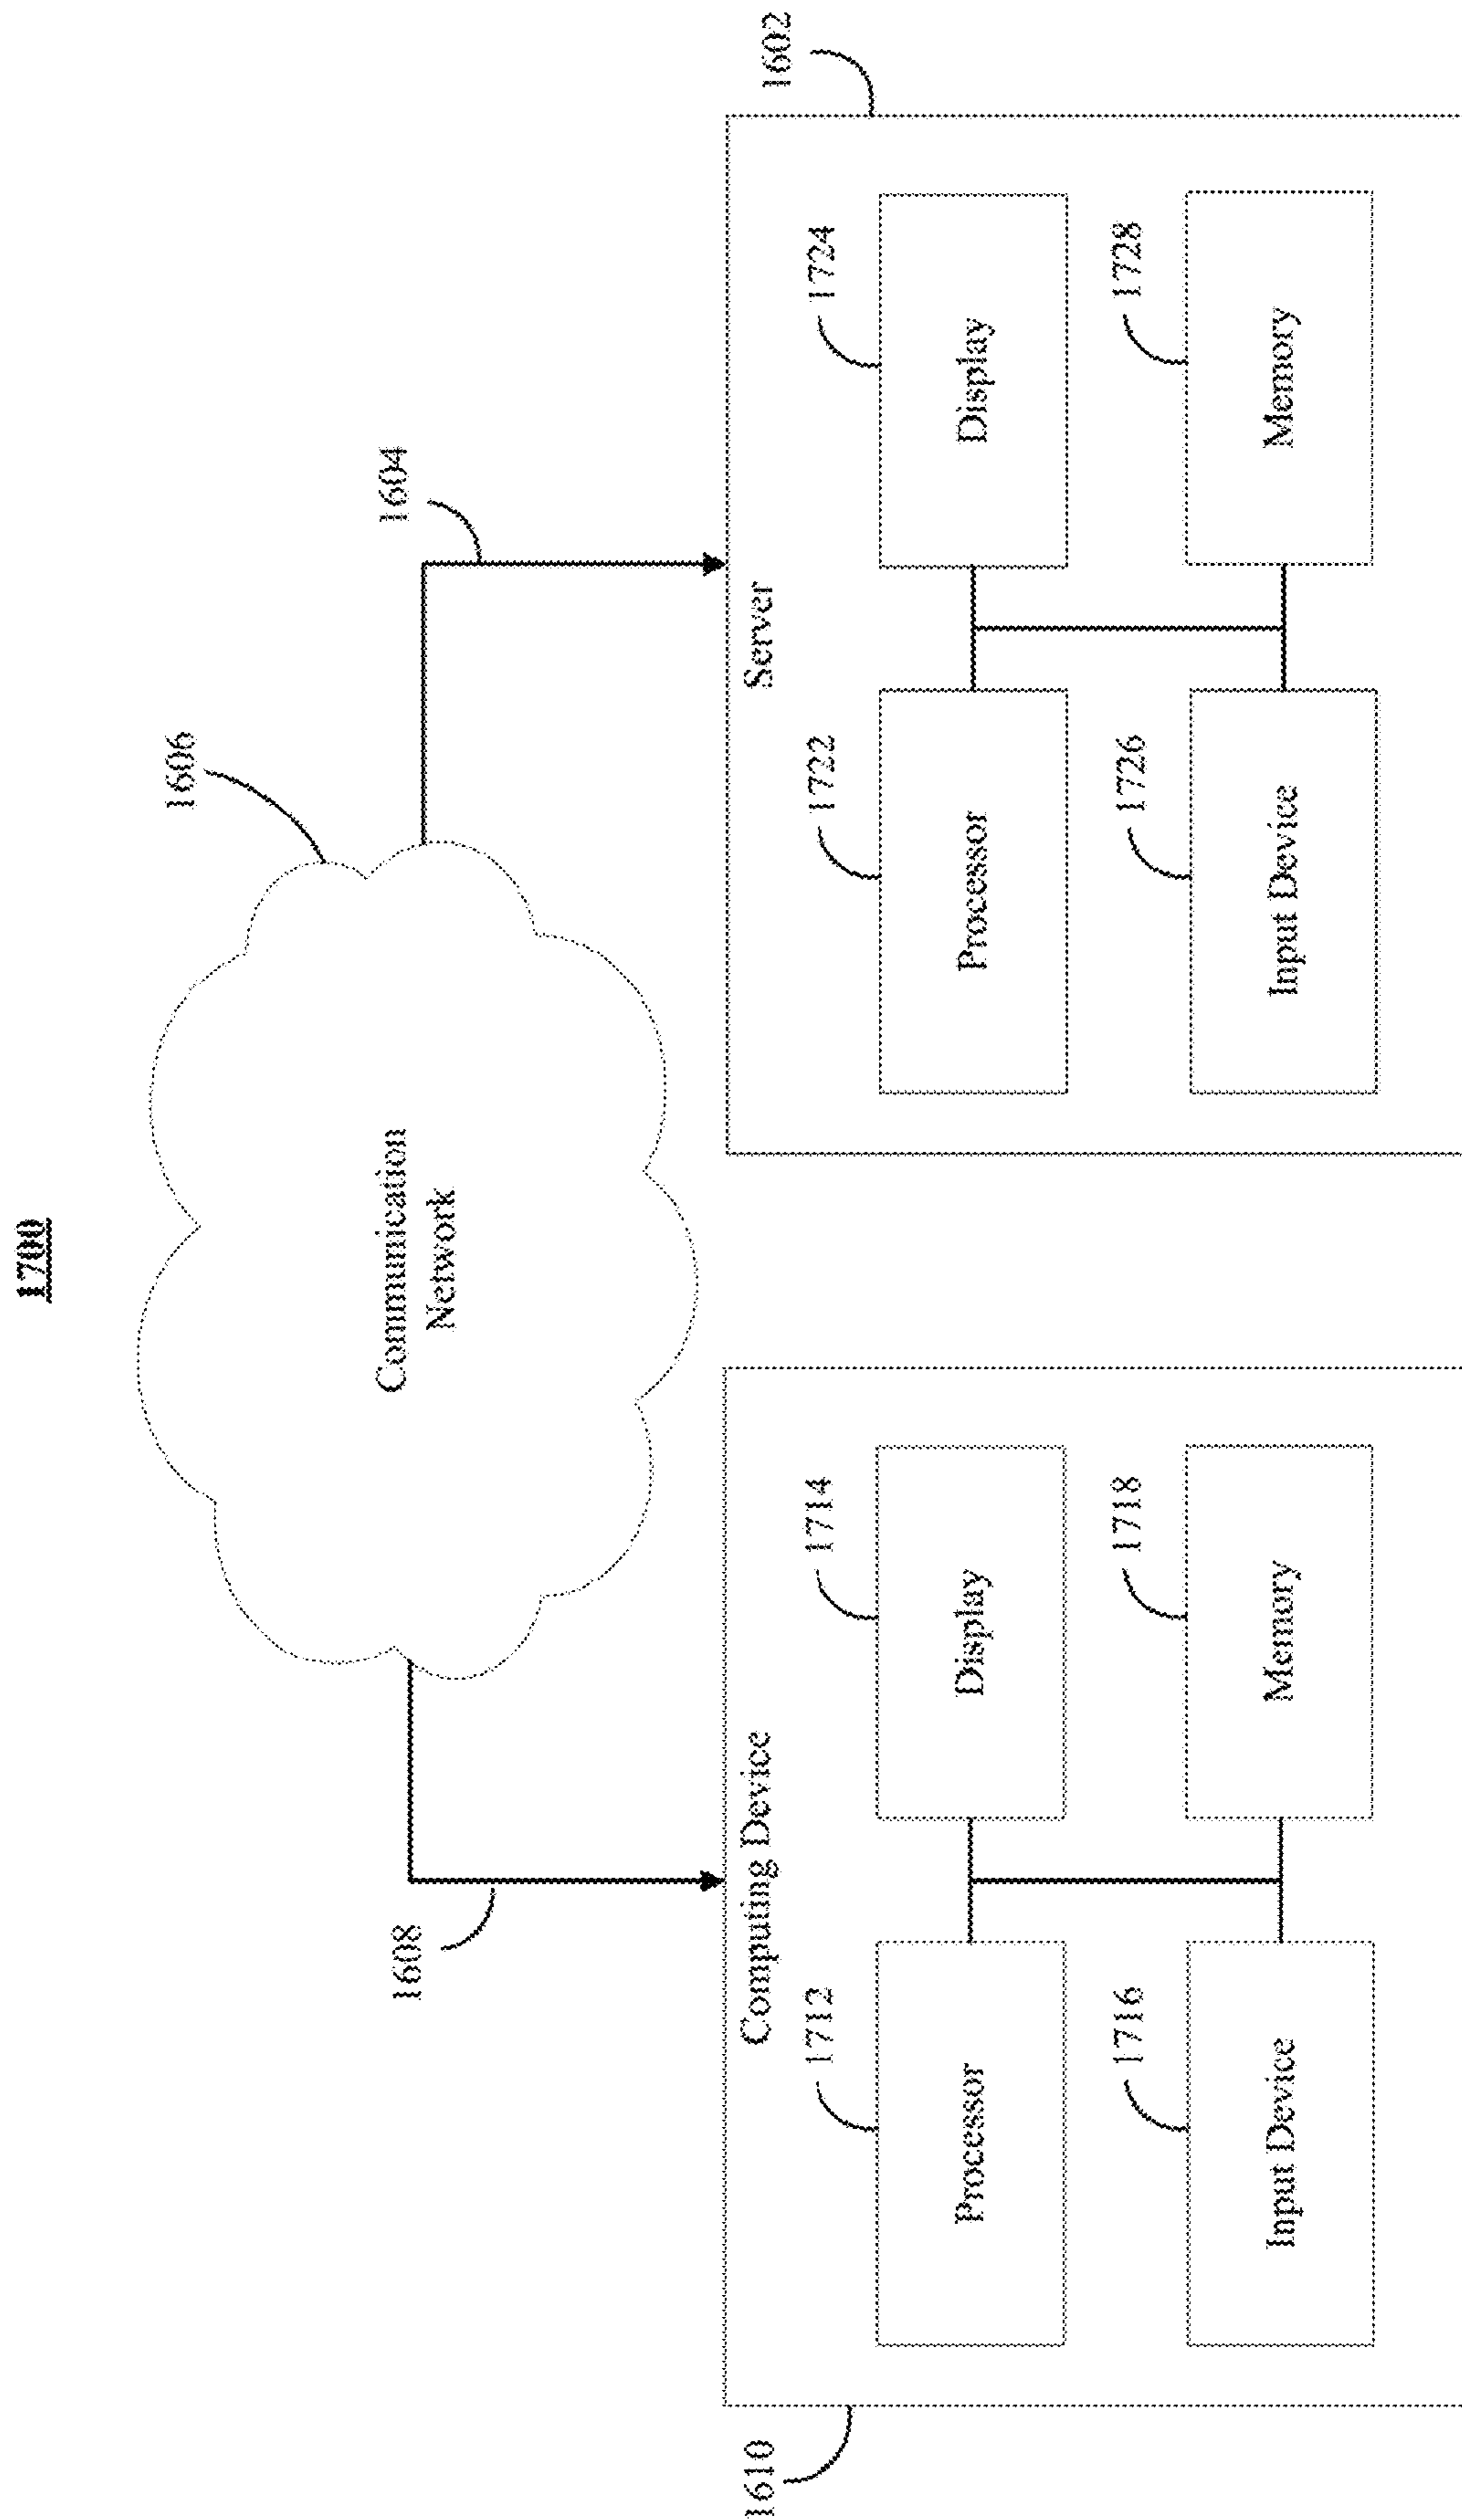 1700
1606
Communication
Network
1604
1608
1602
1610
Computing Device
1712
Processor
1714
Display
1716
Input Device
1718
Memory
Server
1722
Processor
1724
Display
1726
Input Device
1728
Memory